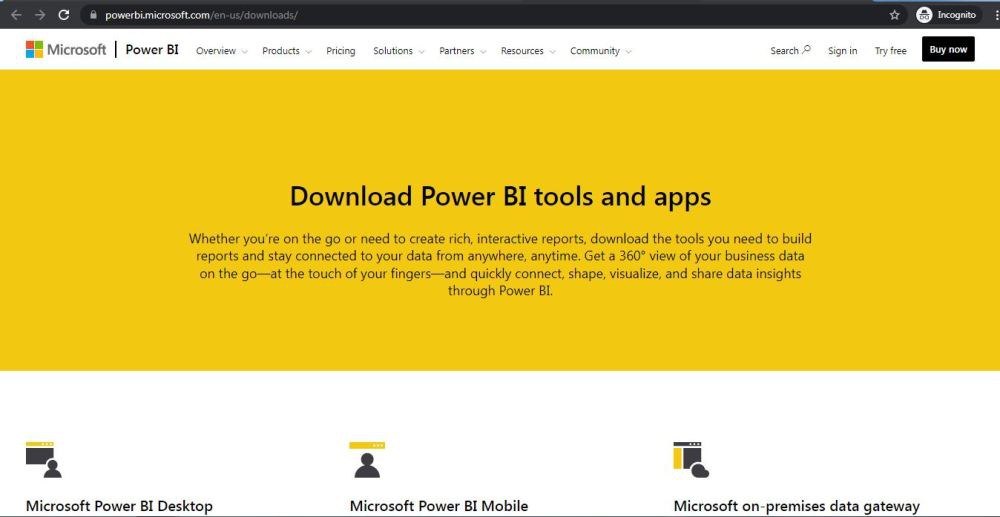 powerbi.microsoft.com/en-us/downloads/
Incognito
Microsoft Power BI Overview Products Pricing Solutions Partners Resources Community Search Sign in Try free Buy now
Download Power BI tools and apps
Whether you're on the go or need to create rich, interactive reports, download the tools you need to build
reports and stay connected to your data from anywhere, anytime. Get a 360° view of your business data
on the go—at the touch of your fingers—and quickly connect, shape, visualize, and share data insights
through Power BI.
Microsoft Power BI Desktop
Microsoft Power BI Mobile
Microsoft on-premises data gateway